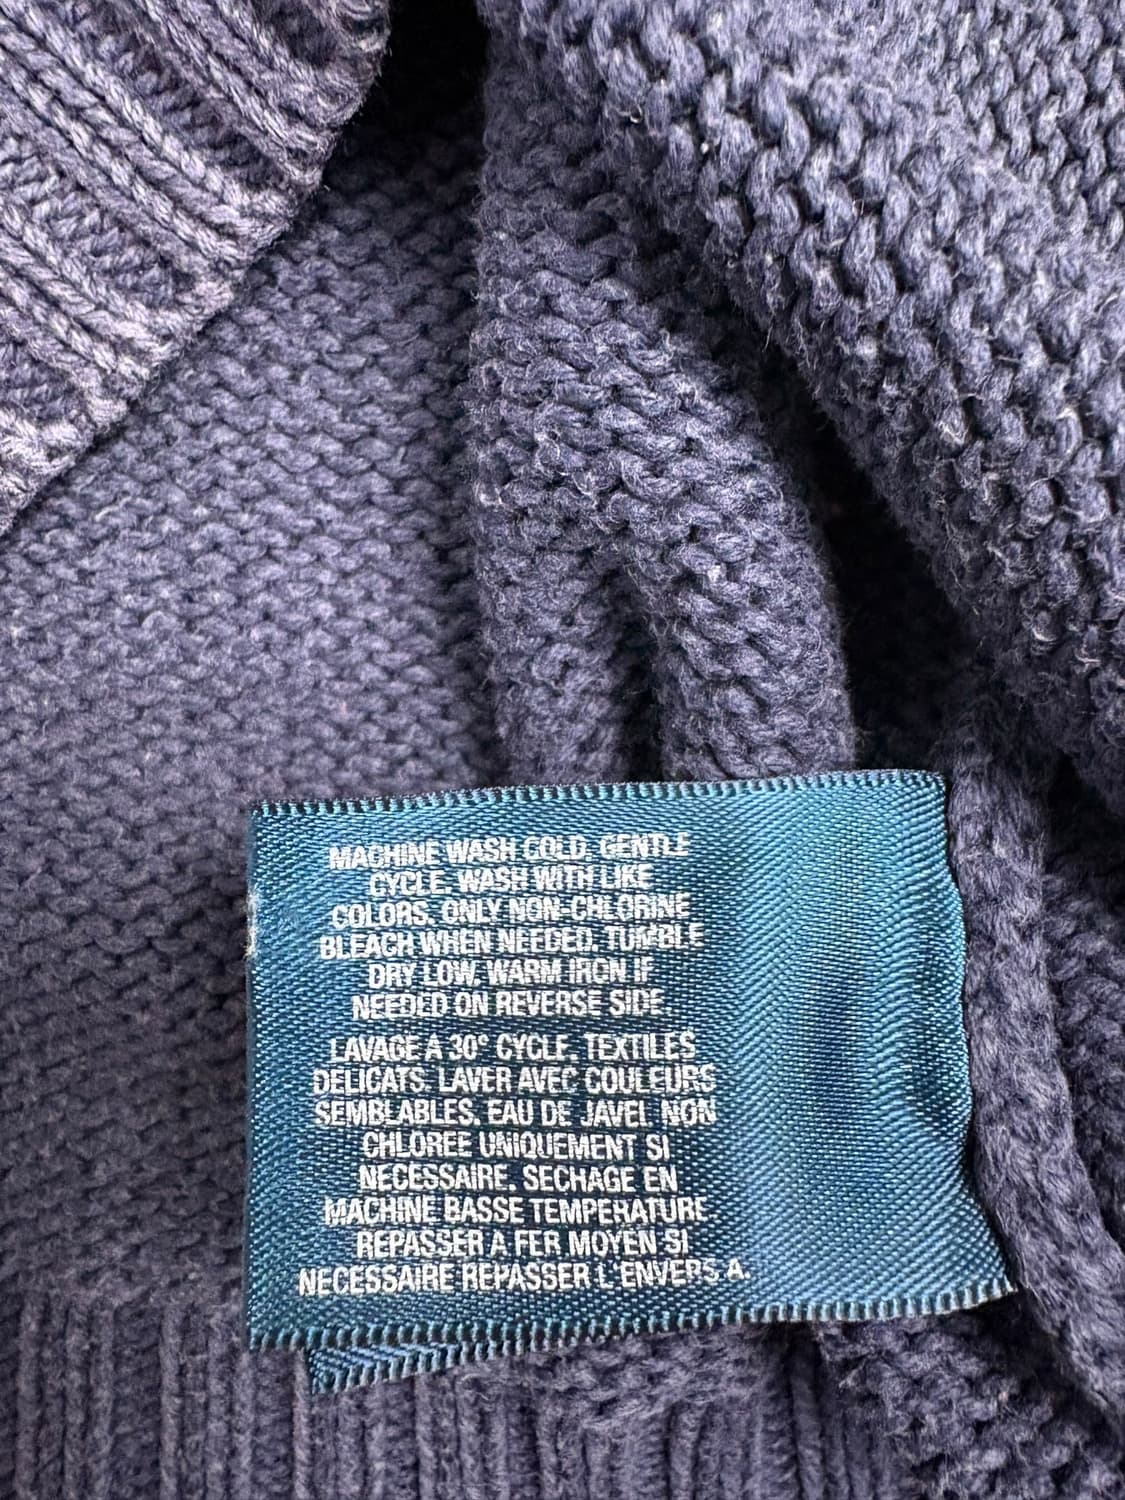 MACHINE WASH COLD, GENTLE
CYCLE. WASH WITH LIKE
COLORS. ONLY NON-CHLORINE
BLEACH WHEN NEEDED. TUMBLE
DRY LOW, WARM IRON IF
NEEDED ON REVERSE SIDE.
LAVAGE A 30° CYCLE. TEXTILES
DELICATS. LAVER AVEC COULEURS
SEMBLABLES. EAU DE JAVEL NON
CHLOREE UNIQUEMENT SI
NECESSAIRE. SECHAGE EN
MACHINE BASSE TEMPERATURE
REPASSER A FER MOYEN SI
NECESSAIRE REPASSER L'ENVERS A.